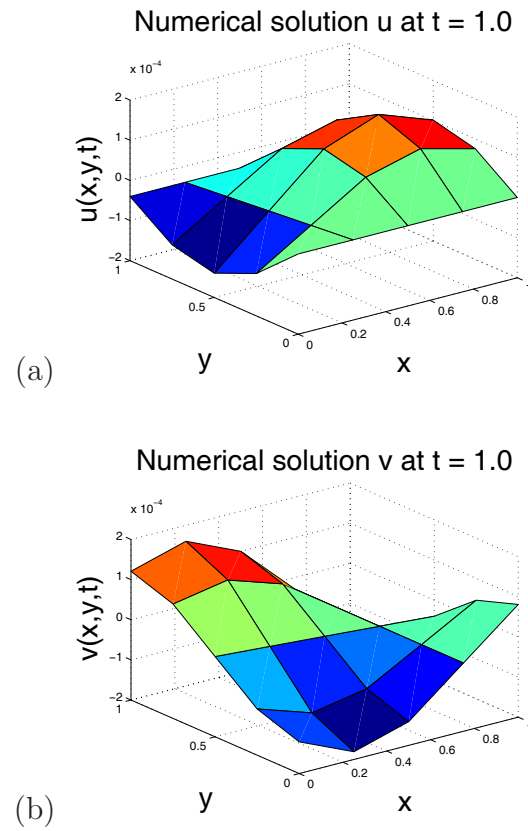 Numerical solution u at t = 1.0
x 10⁻⁴
2
1
0
−1
−2
u(x,y,t)
1
0.5
0
y
0
0.2
0.4
0.6
0.8
x
(a)
Numerical solution v at t = 1.0
x 10⁻⁴
2
1
0
−1
−2
v(x,y,t)
1
0.5
0
y
0
0.2
0.4
0.6
0.8
x
(b)